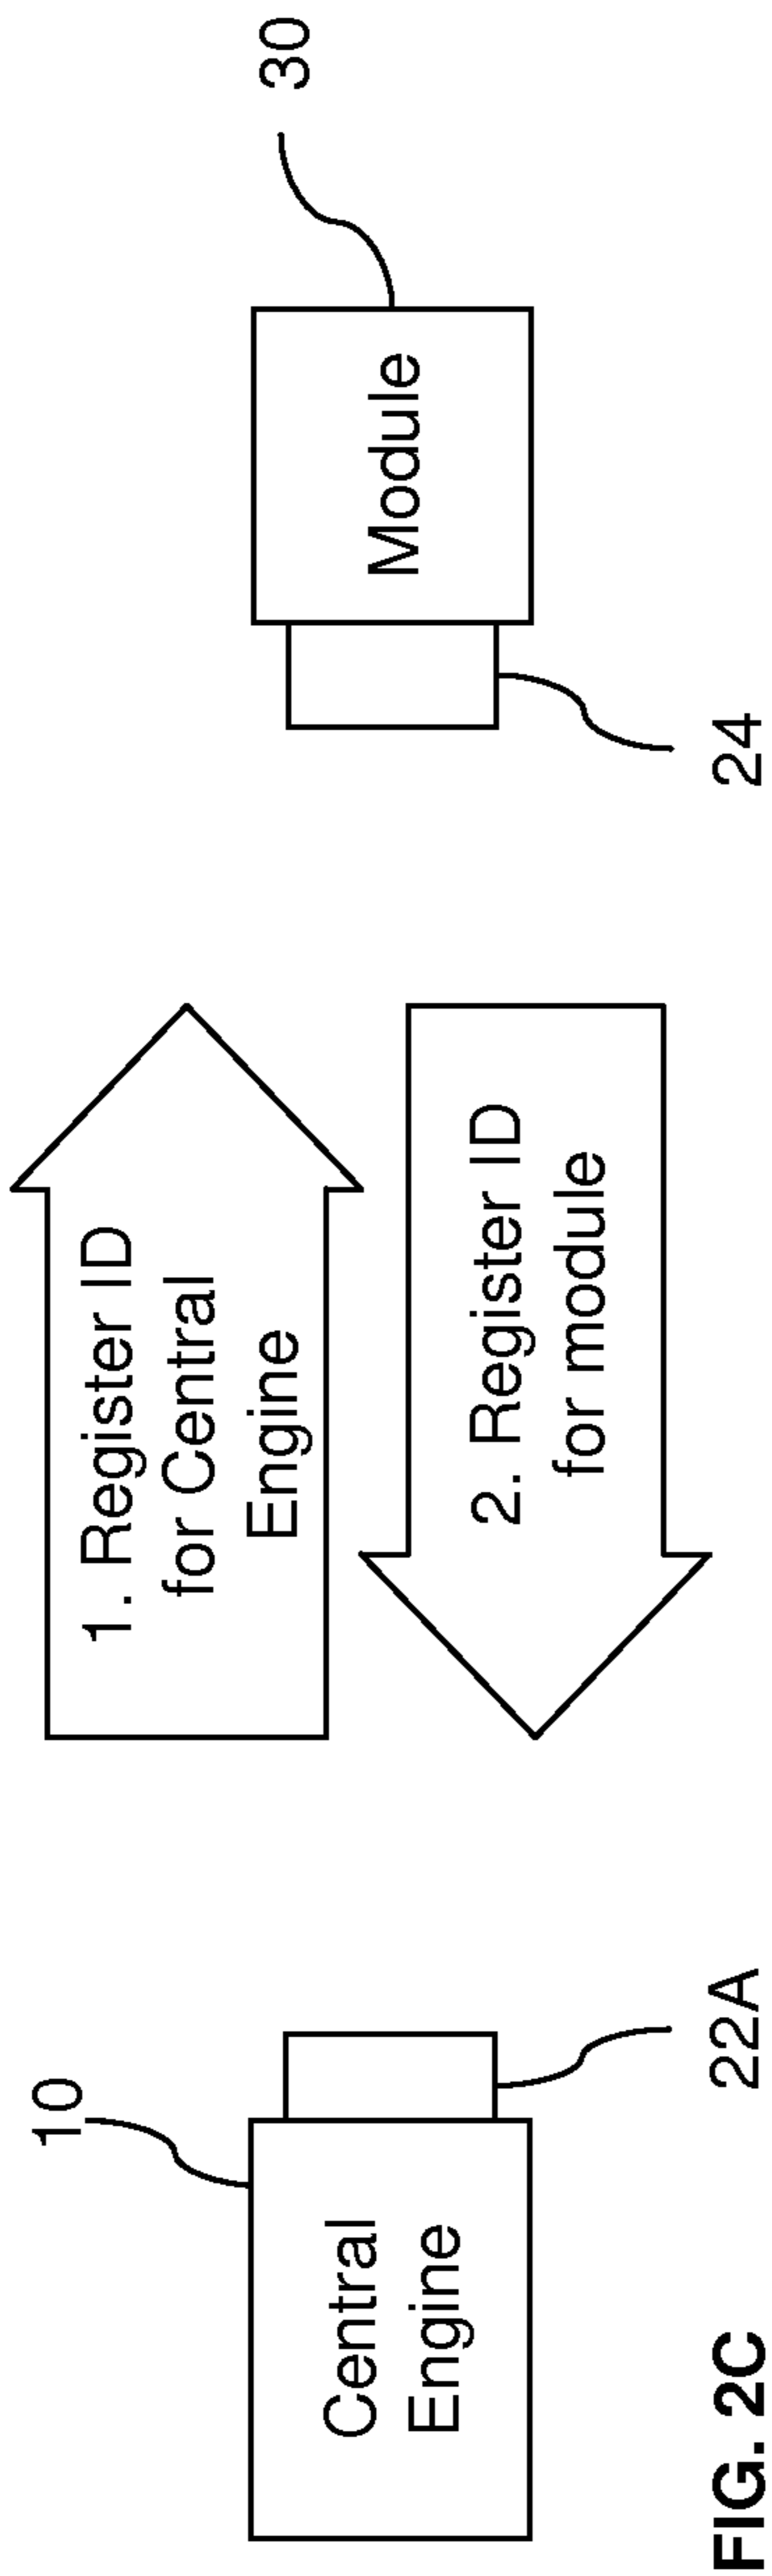 10
Central
Engine
22A
1. Register ID
for Central
Engine
2. Register ID
for module
Module
30
24
FIG. 2C